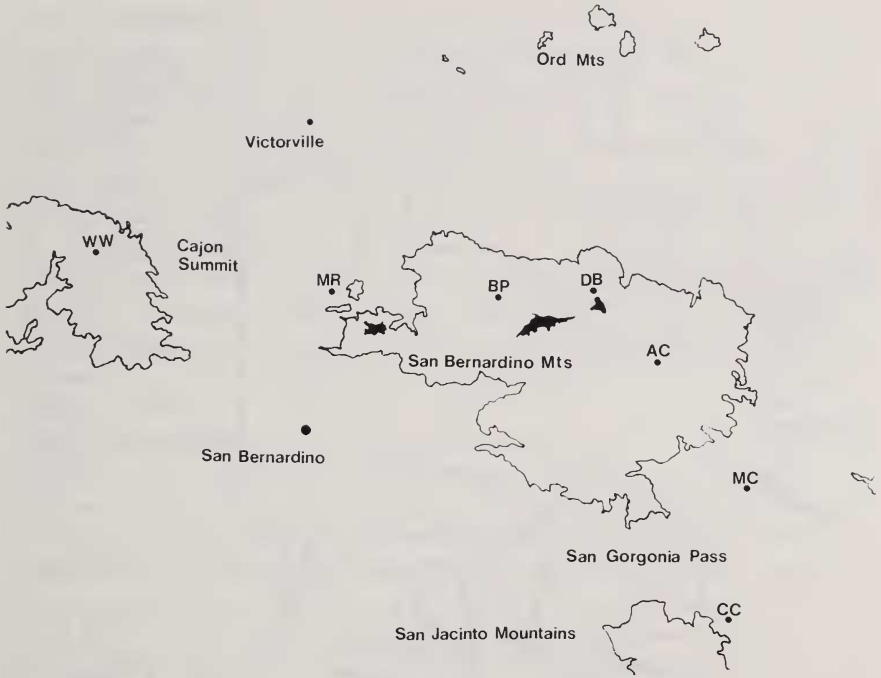 Ord Mts
Victorville
WW
Cajon
Summit
MR
BP
DB
San Bernardino Mts
AC
San Bernardino
MC
San Gorgonia Pass
CC
San Jacinto Mountains